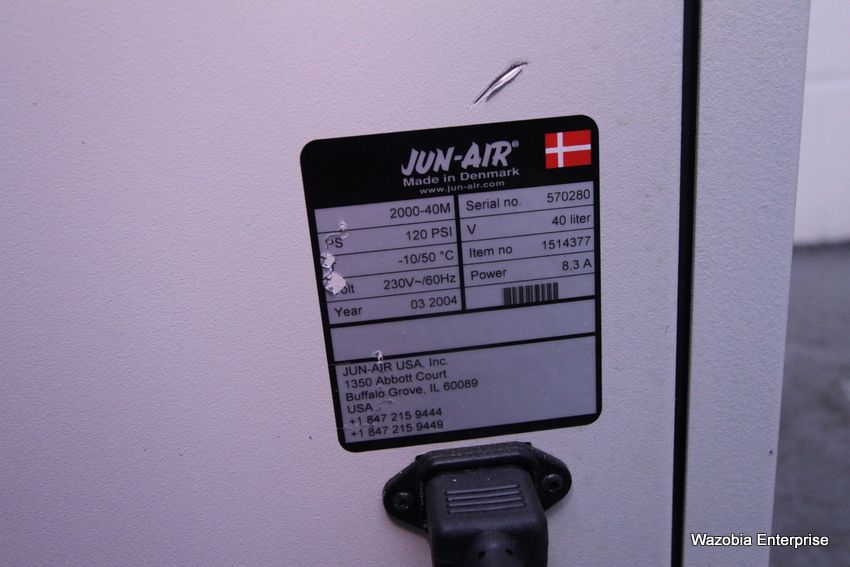 JUN-AIR®
Made in Denmark
www.jun-air.com
2000-40M
PS 120 PSI
-10/50 °C
230V~/60Hz
Year 03 2004
Serial no. 570280
V 40 liter
Item no 1514377
Power 8.3 A
JUN-AIR USA, Inc.
1350 Abbott Court
Buffalo Grove, IL 60089
USA
+1 847 215 9444
+1 847 215 9449
Wazobia Enterprise